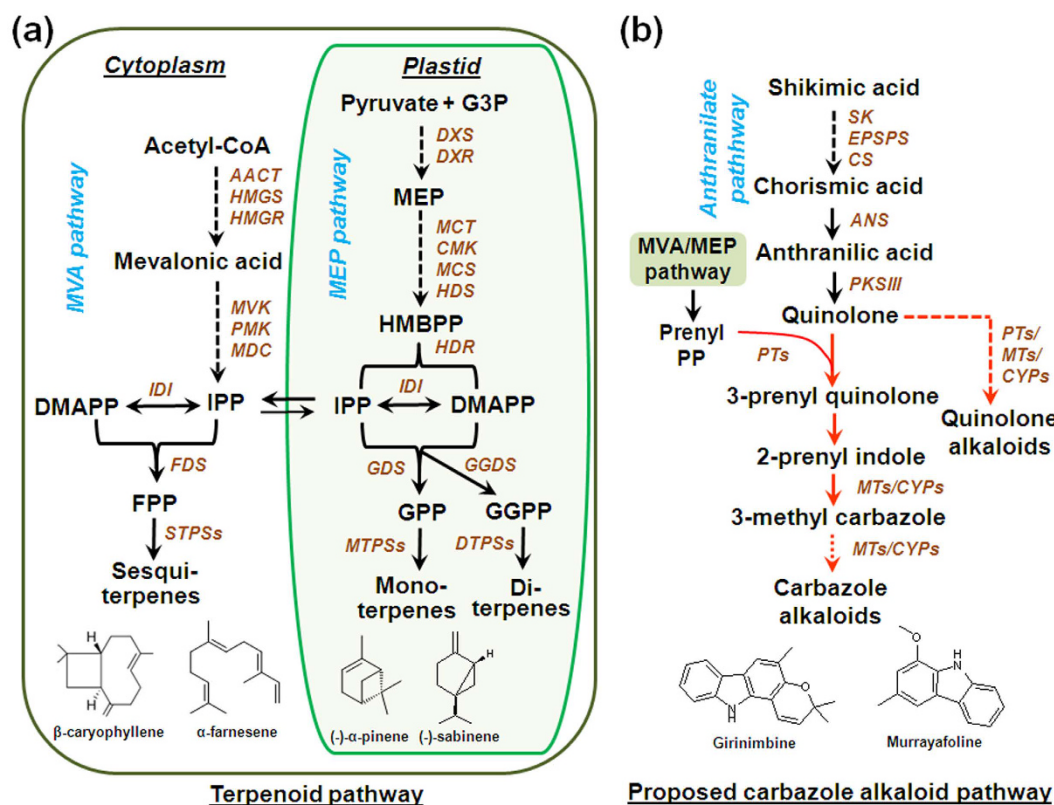 (a)
Cytoplasm
Plastid
MVA pathway
Acetyl-CoA
AACT
HMGS
HMGR
Mevalonic acid
MVK
PMK
MDC
DMAPP
IDI
IPP
FDS
FPP
STPSs
Sesqui-
terpenes
H
H
β-caryophyllene
α-farnesene
MEP pathway
Pyruvate + G3P
DXS
DXR
MEP
MCT
CMK
MCS
HDS
HMBPP
HDR
IPP
IDI
DMAPP
GDS
GGDS
GPP
GGPP
MTPSs
DTPSs
Mono-
terpenes
Di-
terpenes
H
(-)-α-pinene
(-)-sabinene
Terpenoid pathway
(b)
Anthranilate
pathhway
Shikimic acid
SK
EPSPS
CS
Chorismic acid
ANS
Anthranilic acid
MVA/MEP
pathway
PKSIII
Quinolone
Prenyl
PP
PTs
PTs/
MTs/
CYPs
3-prenyl quinolone
Quinolone
alkaloids
2-prenyl indole
MTs/CYPs
3-methyl carbazole
MTs/CYPs
Carbazole
alkaloids
NH
O
Girinimbine
O
NH
Murrayafoline
Proposed carbazole alkaloid pathway